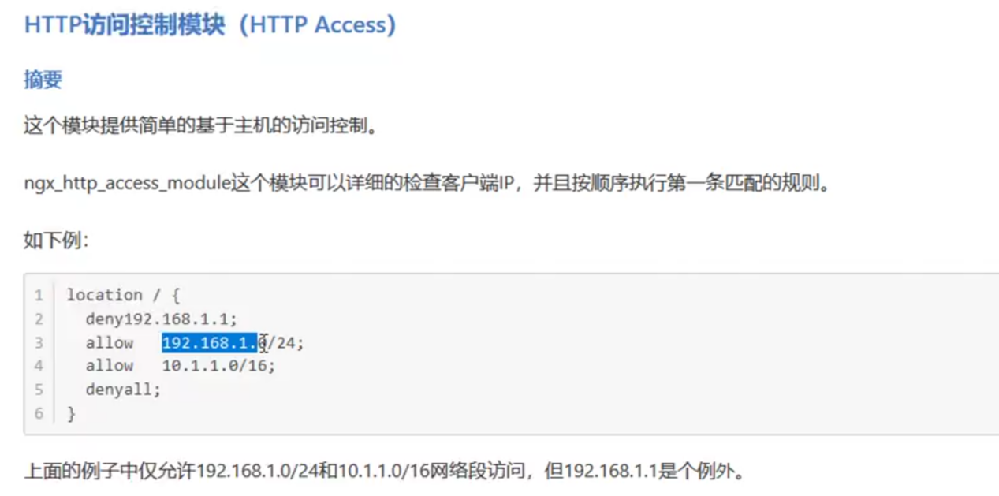 HTTP访问控制模块（HTTP Access）
摘要
这个模块提供简单的基于主机的访问控制。
ngx_http_access_module这个模块可以详细的检查客户端IP，并且按顺序执行第一条匹配的规则。
如下例：
1 location / {
2 deny192.168.1.1;
3 allow 192.168.1.0/24;
4 allow 10.1.1.0/16;
5 denyall;
6 }
上面的例子中仅允许192.168.1.0/24和10.1.1.0/16网络段访问，但192.168.1.1是个例外。